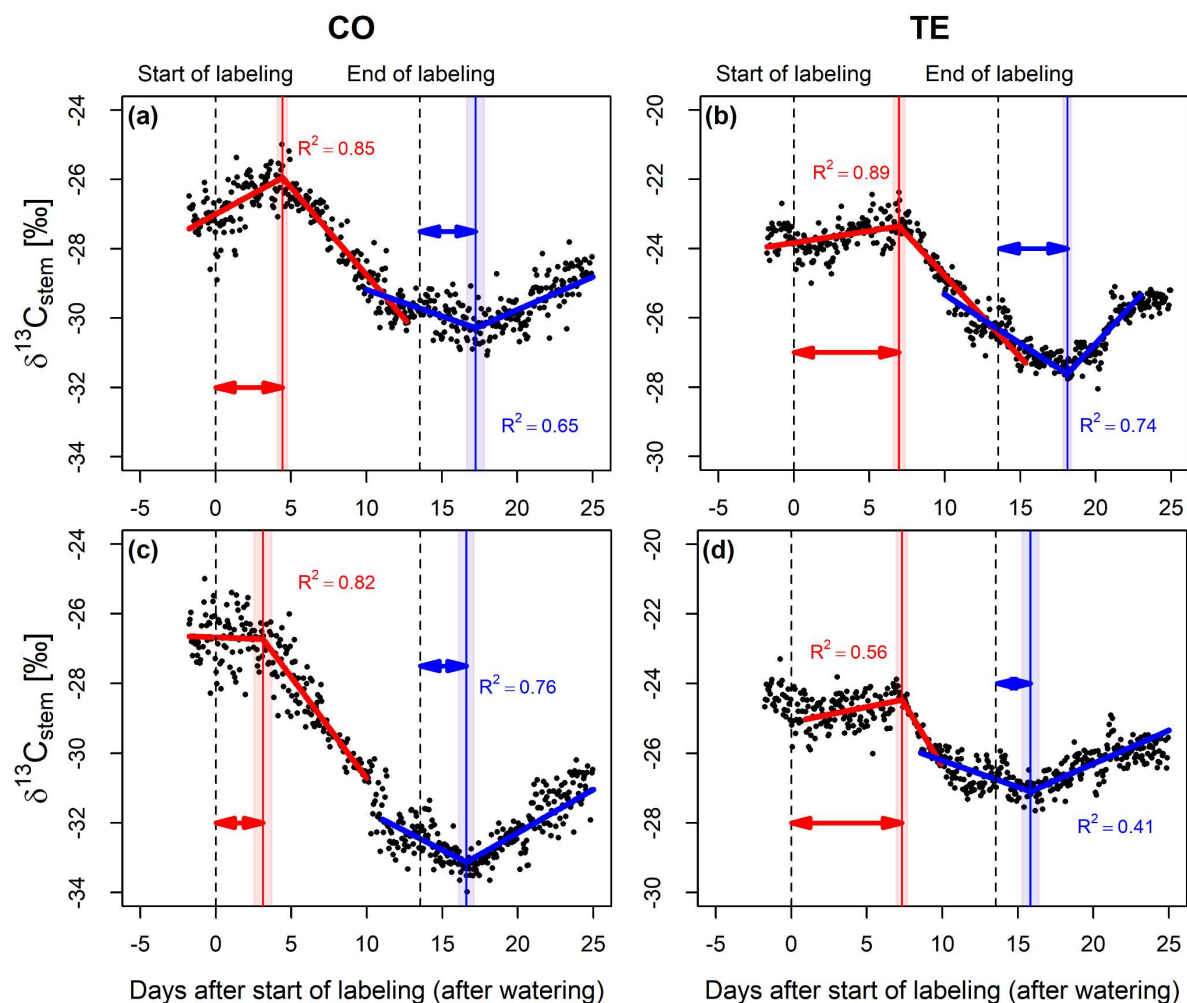 CO TE
Start of labeling End of labeling Start of labeling End of labeling
(a) (b)
-24 -26 -28 -30 -32 -34
-20 -22 -24 -26 -28 -30
R² = 0.85
R² = 0.89
R² = 0.65
R² = 0.74
δ¹³C_stem [‰]
-5 0 5 10 15 20 25
-5 0 5 10 15 20 25
(c) (d)
-24 -26 -28 -30 -32 -34
-20 -22 -24 -26 -28 -30
R² = 0.82
R² = 0.56
R² = 0.76
R² = 0.41
δ¹³C_stem [‰]
-5 0 5 10 15 20 25
-5 0 5 10 15 20 25
Days after start of labeling (after watering) Days after start of labeling (after watering)